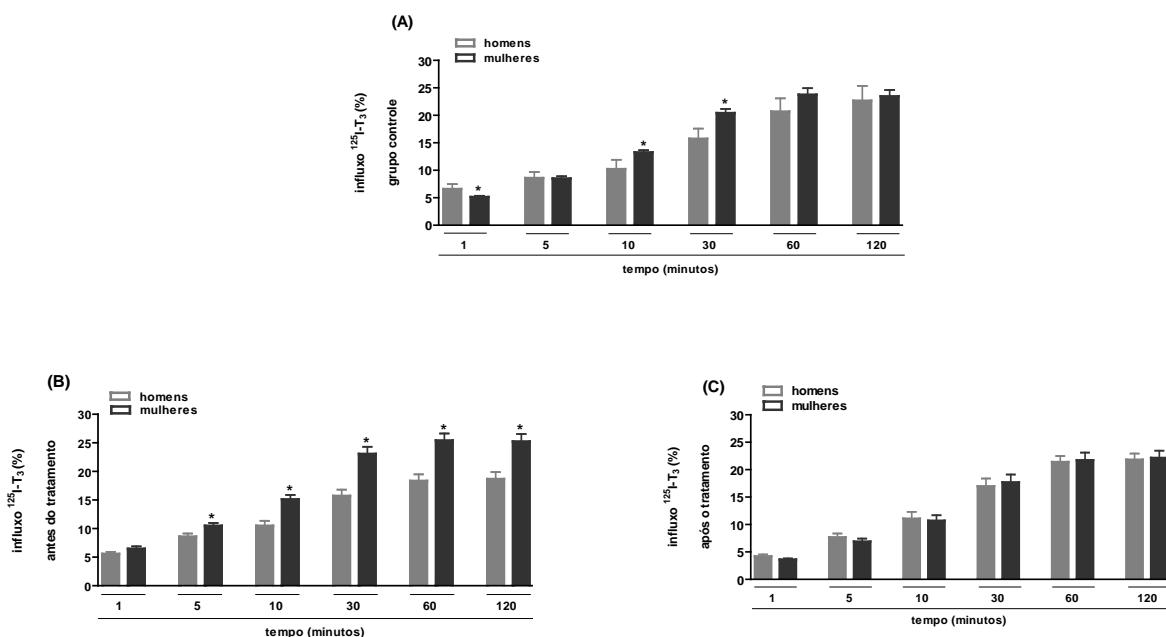 (A)
homens
mulheres
influxo ¹²⁵I-T₃ (%)
grupo controle
30
25
20
15
10
5
0
*
*
*
1 5 10 30 60 120
tempo (minutos)
(B)
homens
mulheres
influxo ¹²⁵I-T₃ (%)
antes do tratamento
30
25
20
15
10
5
0
*
*
*
*
*
1 5 10 30 60 120
tempo (minutos)
(C)
homens
mulheres
influxo ¹²⁵I-T₃ (%)
após o tratamento
30
25
20
15
10
5
0
1 5 10 30 60 120
tempo (minutos)